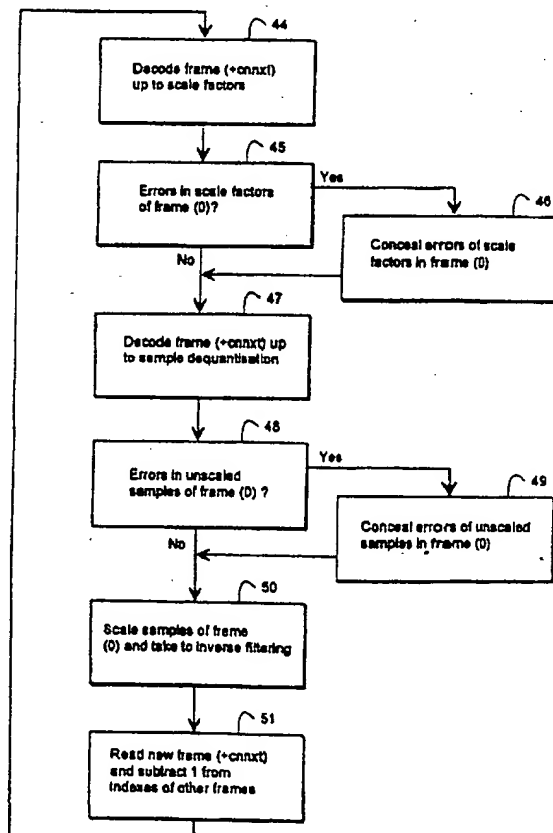 44
Decode frame (+cnnxt)
up to scale factors
45
Errors in scale factors
of frame (0)?
Yes
46
Conceal errors of scale
factors in frame (0)
No
47
Decode frame (+cnnxt) up
to sample dequantisation
48
Errors in unscaled
samples of frame (0) ?
Yes
49
Conceal errors of unscaled
samples in frame (0)
No
50
Scale samples of frame
(0) and take to inverse filtering
51
Read new frame (+cnnxt)
and subtract 1 from
indexes of other frames